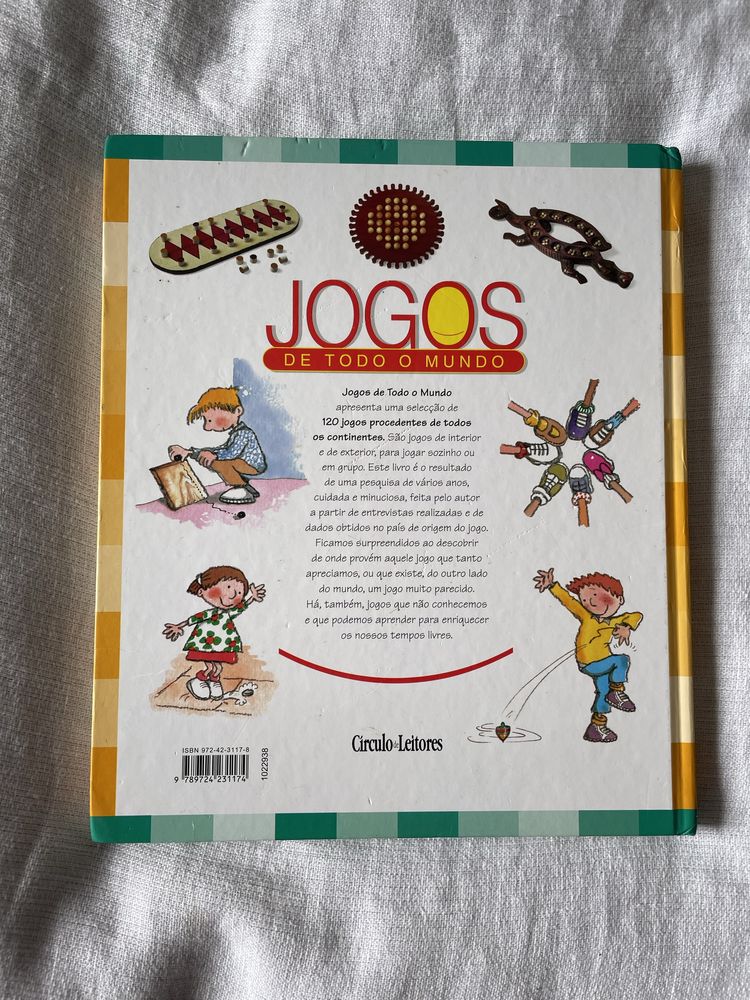 JOGOS
DE TODO O MUNDO
Jogos de Todo o Mundo
apresenta uma selecção de
120 jogos procedentes de todos
os continentes. São jogos de interior
e de exterior, para jogar sozinho ou
em grupo. Este livro é o resultado
de uma pesquisa de vários anos,
cuidada e minuciosa, feita pelo autor
a partir de entrevistas realizadas e de
dados obtidos no país de origem do jogo.
Ficamos surpreendidos ao descobrir
de onde provém aquele jogo que tanto
apreciamos, ou que existe, do outro lado
do mundo, um jogo muito parecido.
Há, também, jogos que não conhecemos
e que podemos aprender para enriquecer
os nossos tempos livres.
ISBN 972-42-3117-8
9 789724 231174
1022938
Círculo de Leitores